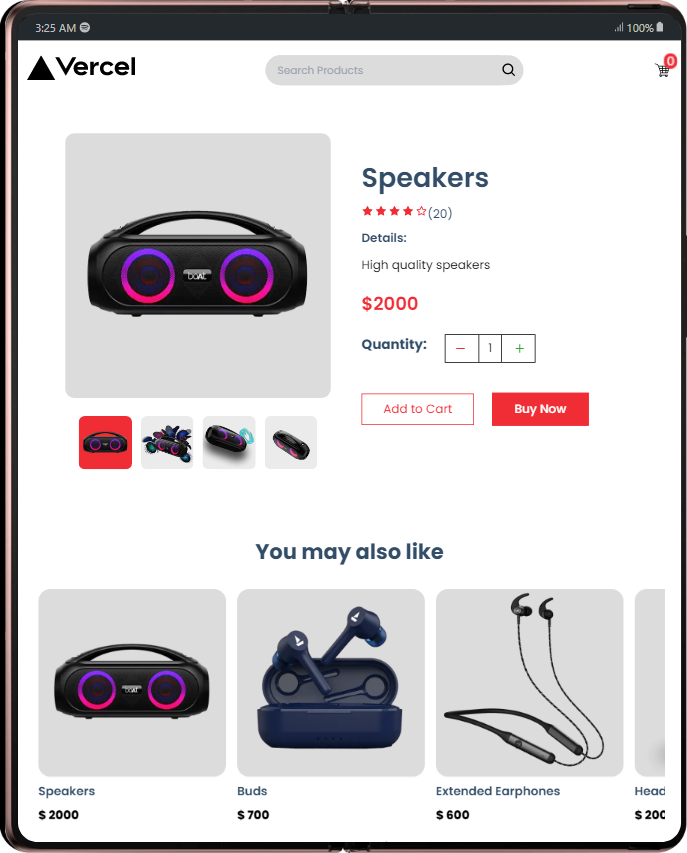 3:25 AM
100%
Vercel
Search Products
0
Speakers
(20)
Details:
High quality speakers
$2000
Quantity:
− 1 +
Add to Cart
Buy Now
You may also like
Speakers
$ 2000
Buds
$ 700
Extended Earphones
$ 600
Head
$ 200